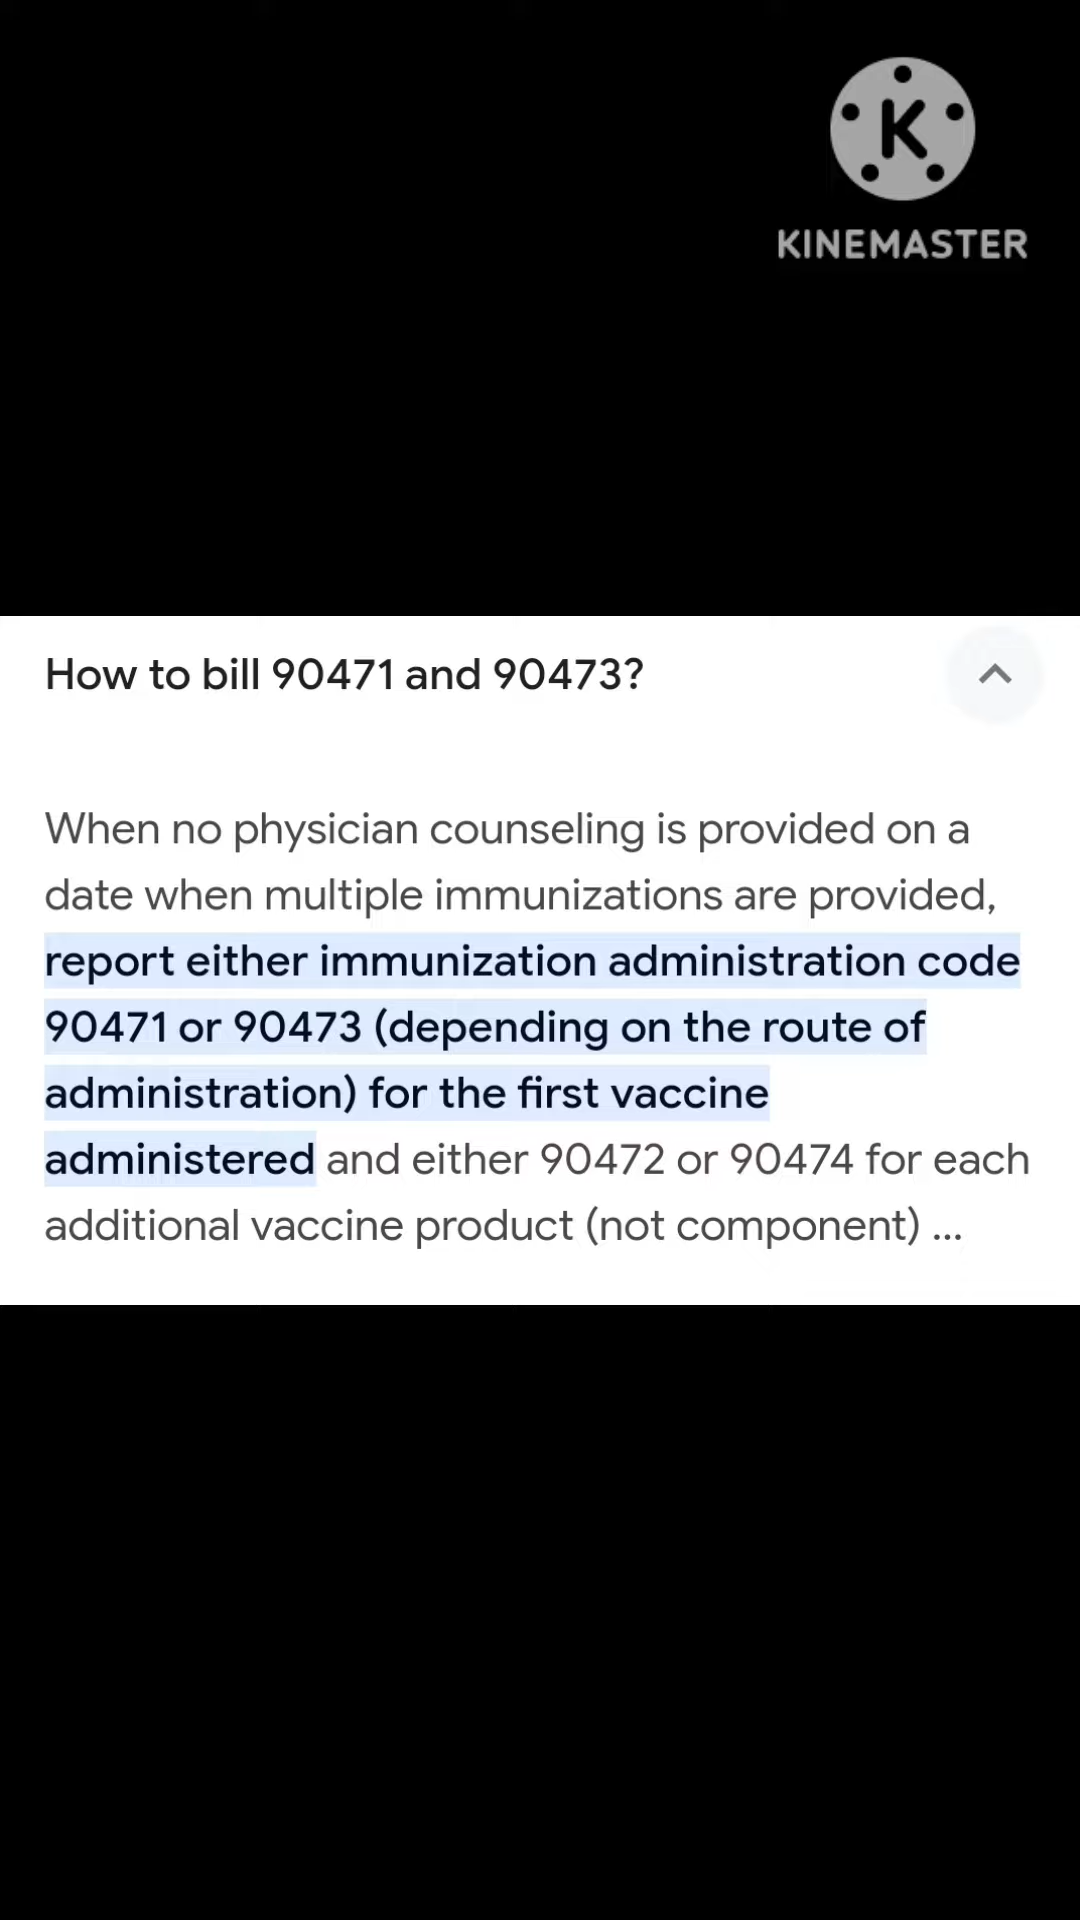 K
KINEMASTER
How to bill 90471 and 90473?
When no physician counseling is provided on a
date when multiple immunizations are provided,
report either immunization administration code
90471 or 90473 (depending on the route of
administration) for the first vaccine
administered and either 90472 or 90474 for each
additional vaccine product (not component) ...